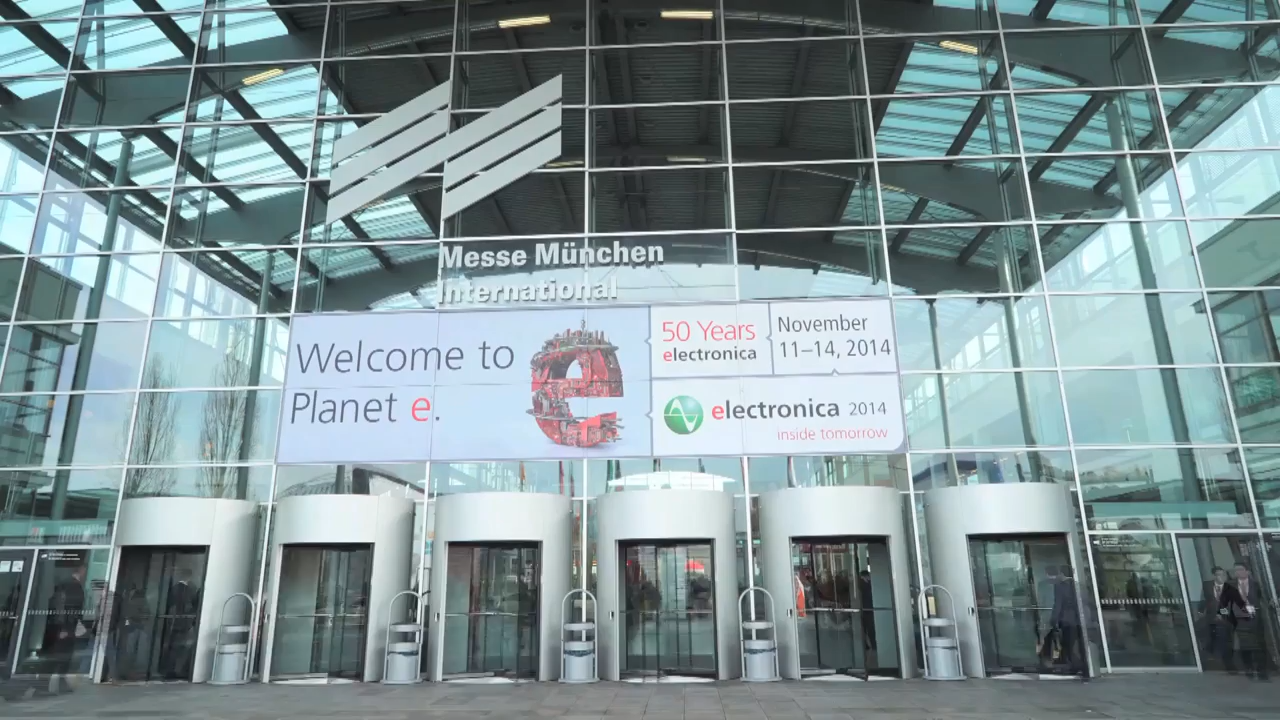 Messe München
International
Welcome to
Planet e.
50 Years
electronica
November
11–14, 2014
electronica 2014
inside tomorrow